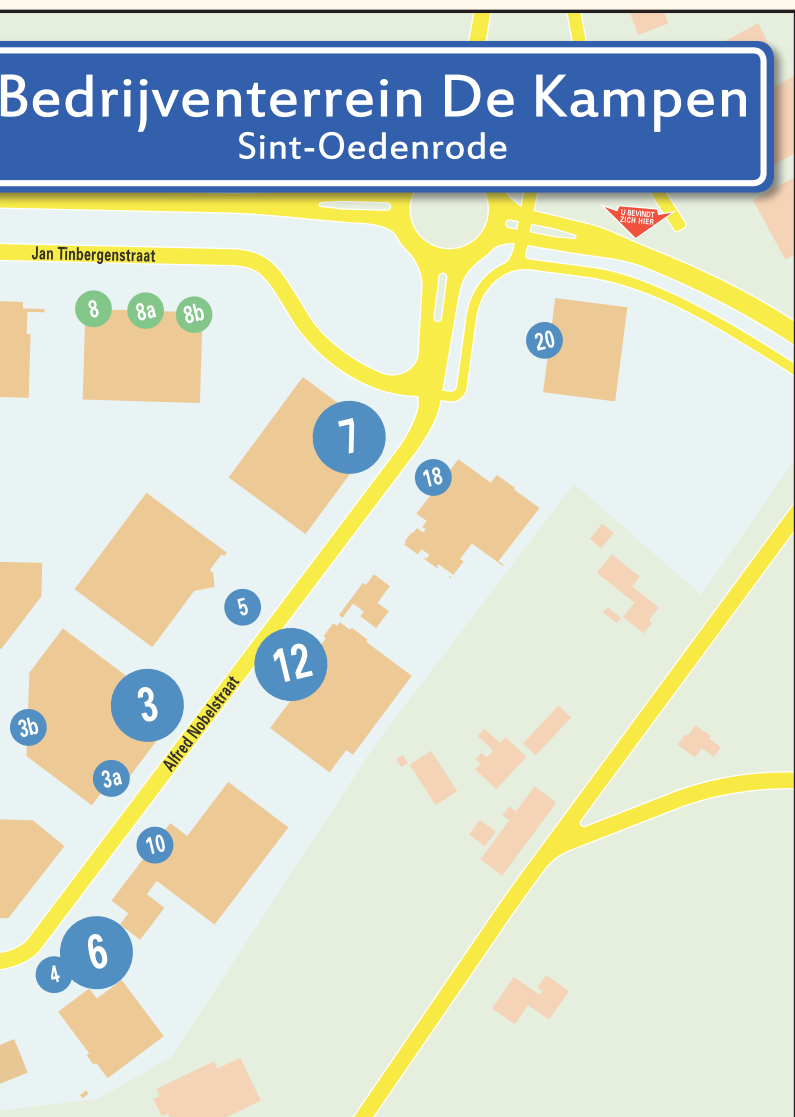 Bedrijventerrein De Kampen
Sint-Oedenrode
U BEVINDT
ZICH HIER
Jan Tinbergenstraat
8
8a
8b
20
7
18
5
12
3
3b
Alfred Nobelstraat
3a
10
6
4